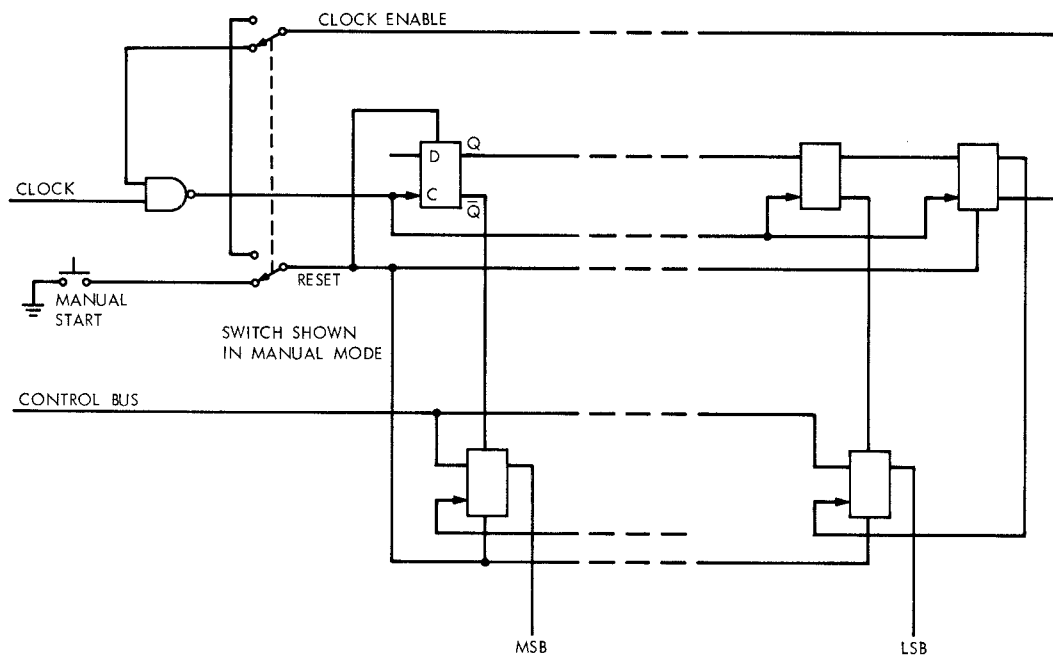 CLOCK ENABLE
Q
D
CLOCK
C
Q̅
RESET
MANUAL
START
SWITCH SHOWN
IN MANUAL MODE
CONTROL BUS
MSB
LSB